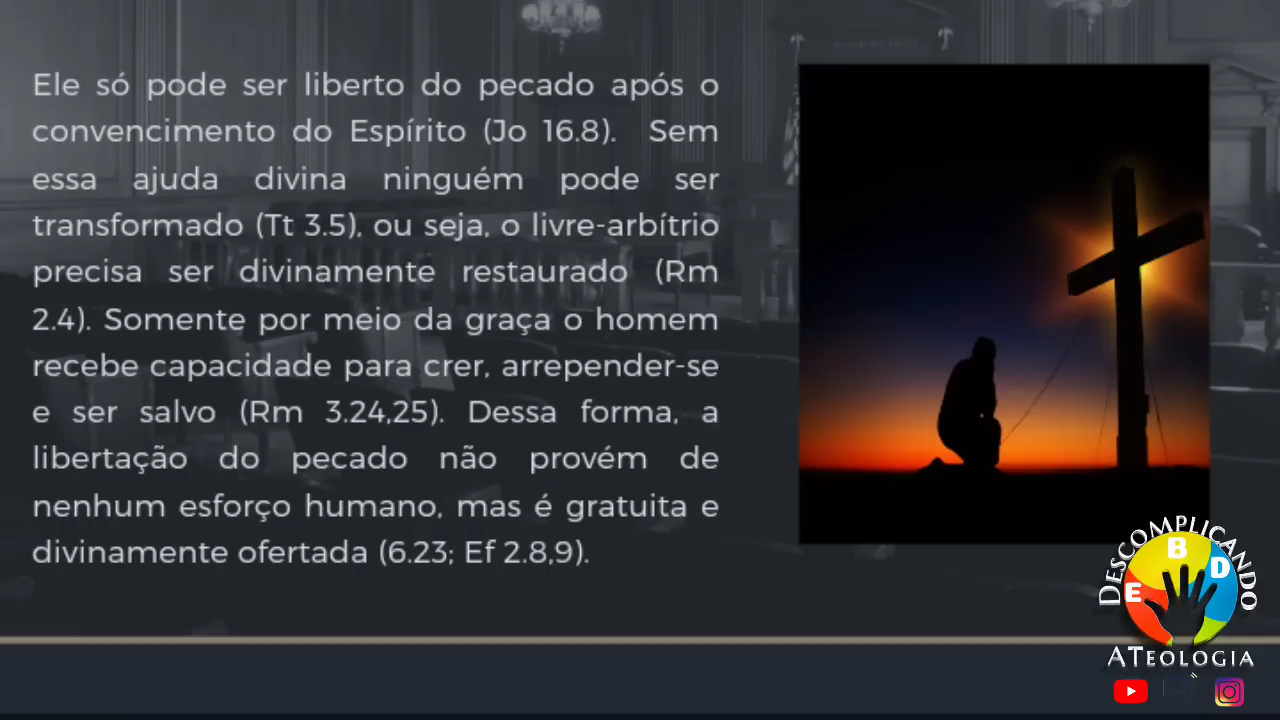 Ele só pode ser liberto do pecado após o
convencimento do Espírito (Jo 16.8). Sem
essa ajuda divina ninguém pode ser
transformado (Tt 3.5), ou seja, o livre-arbítrio
precisa ser divinamente restaurado (Rm
2.4). Somente por meio da graça o homem
recebe capacidade para crer, arrepender-se
e ser salvo (Rm 3.24,25). Dessa forma, a
libertação do pecado não provém de
nenhum esforço humano, mas é gratuita e
divinamente ofertada (6.23; Ef 2.8,9).
DESCOMPLICANDO
E B D
ATEOLOGIA